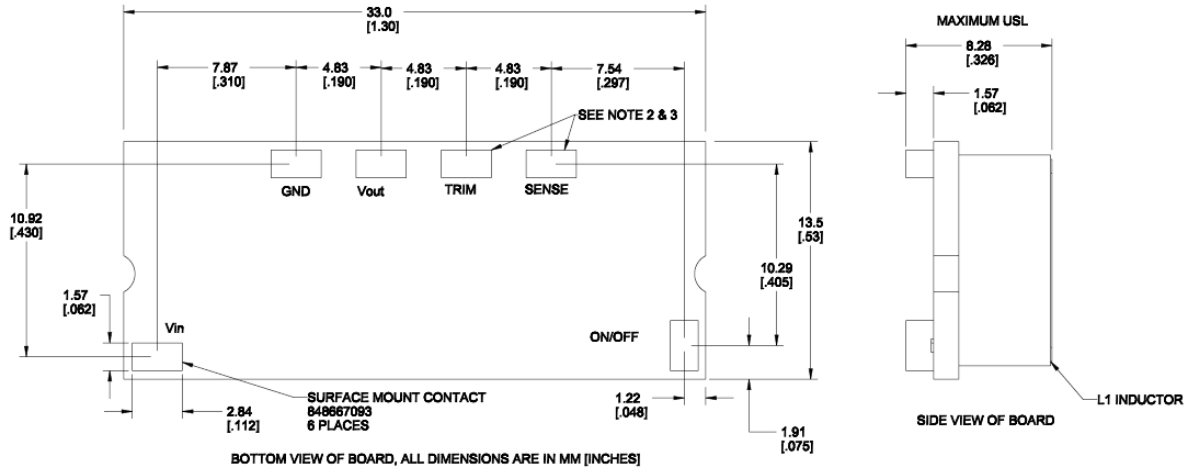 33.0
[1.30]
MAXIMUM USL
8.28
[.326]
7.87
[.310]
4.83
[.190]
4.83
[.190]
4.83
[.190]
7.54
[.297]
1.57
[.062]
SEE NOTE 2 & 3
GND
Vout
TRIM
SENSE
10.92
[.430]
13.5
[.53]
10.29
[.405]
1.57
[.062]
Vin
ON/OFF
SURFACE MOUNT CONTACT
848667093
6 PLACES
2.84
[.112]
1.22
[.048]
1.91
[.075]
L1 INDUCTOR
SIDE VIEW OF BOARD
BOTTOM VIEW OF BOARD, ALL DIMENSIONS ARE IN MM [INCHES]